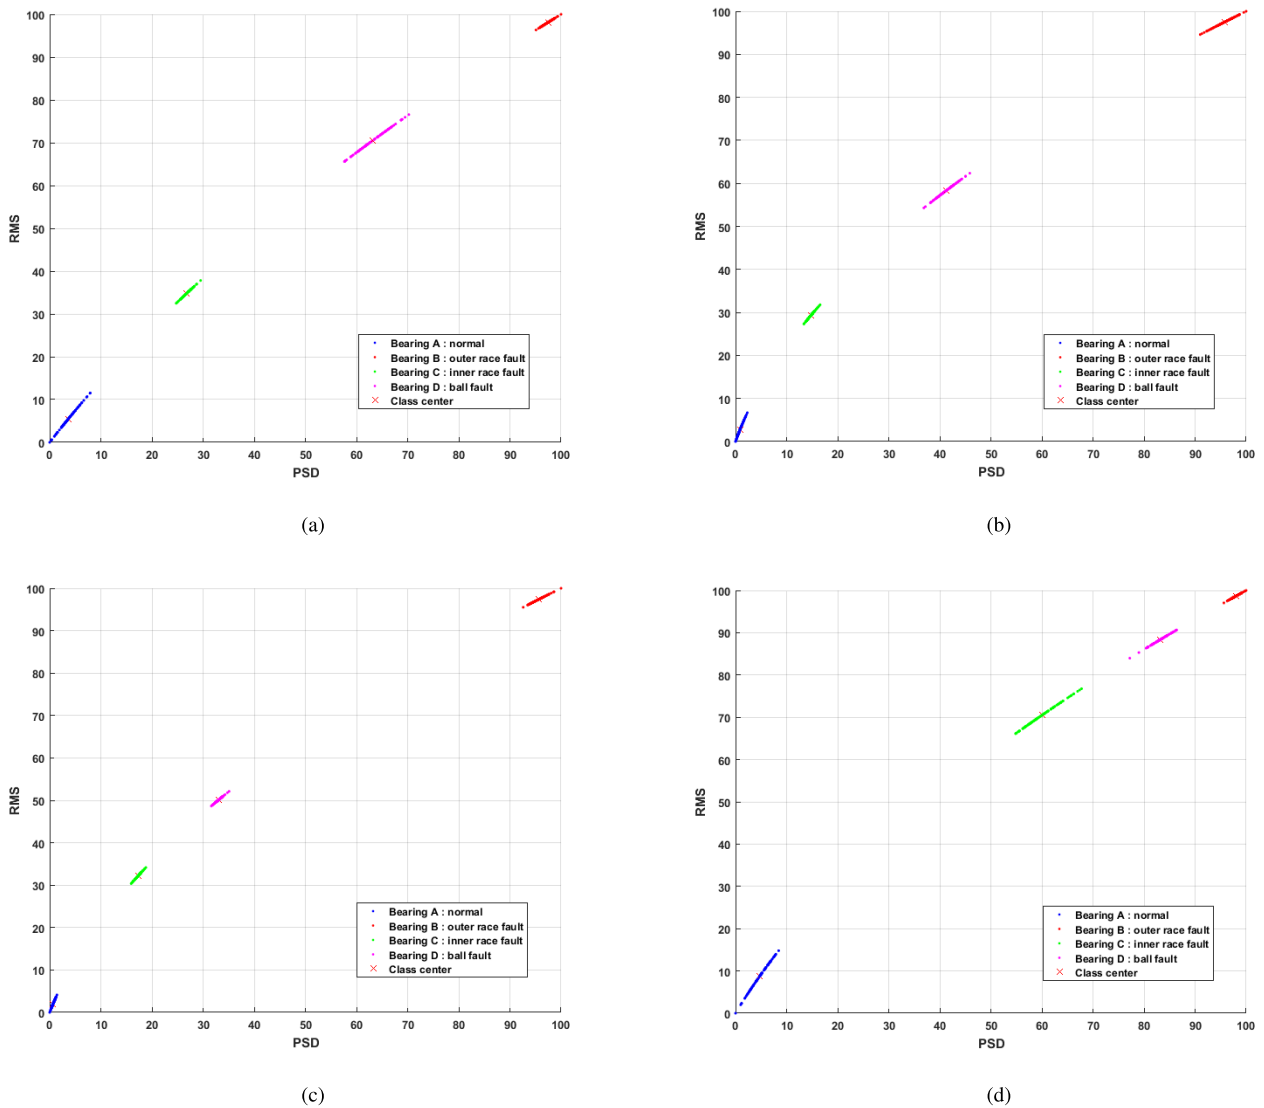 100
90
80
70
60
50
40
30
20
10
0
RMS
0 10 20 30 40 50 60 70 80 90 100
PSD
Bearing A : normal
Bearing B : outer race fault
Bearing C : inner race fault
Bearing D : ball fault
Class center
(a)
100
90
80
70
60
50
40
30
20
10
0
RMS
0 10 20 30 40 50 60 70 80 90 100
PSD
Bearing A : normal
Bearing B : outer race fault
Bearing C : inner race fault
Bearing D : ball fault
Class center
(b)
100
90
80
70
60
50
40
30
20
10
0
RMS
0 10 20 30 40 50 60 70 80 90 100
PSD
Bearing A : normal
Bearing B : outer race fault
Bearing C : inner race fault
Bearing D : ball fault
Class center
(c)
100
90
80
70
60
50
40
30
20
10
0
RMS
0 10 20 30 40 50 60 70 80 90 100
PSD
Bearing A : normal
Bearing B : outer race fault
Bearing C : inner race fault
Bearing D : ball fault
Class center
(d)